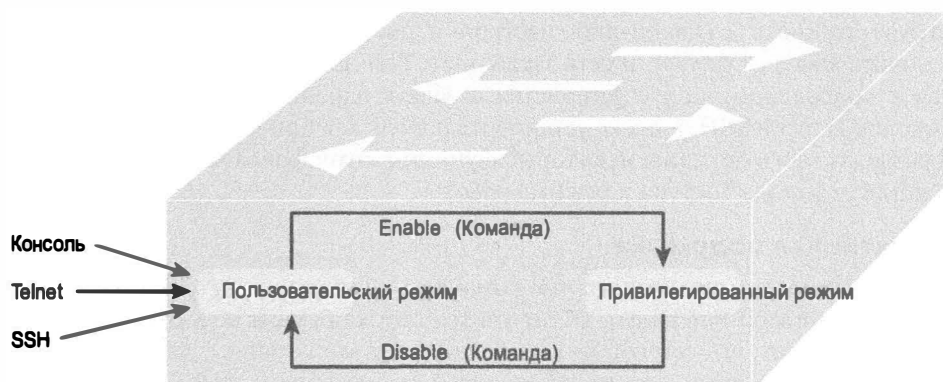 Enable (Команда)
Консоль
Telnet
SSH
Пользовательский режим
Привилегированный режим
Disable (Команда)